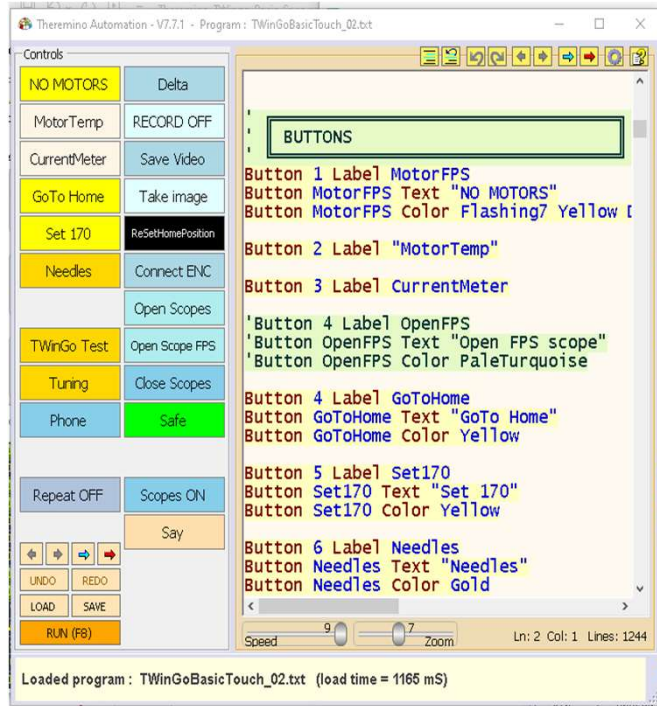 Theremino Automation - V7.7.1 - Program : TWinGoBasicTouch_02.txt
Controls
NO MOTORS
Delta
MotorTemp
RECORD OFF
CurrentMeter
Save Video
GoTo Home
Take image
Set 170
ReSetHomePosition
Needles
Connect ENC
Open Scopes
TWinGo Test
Open Scope FPS
Tuning
Close Scopes
Phone
Safe
Repeat OFF
Scopes ON
Say
UNDO
REDO
LOAD
SAVE
RUN (F8)
'
'    BUTTONS
'
Button 1 Label MotorFPS
Button MotorFPS Text "NO MOTORS"
Button MotorFPS Color Flashing7 Yellow
Button 2 Label "MotorTemp"
Button 3 Label CurrentMeter
'Button 4 Label OpenFPS
'Button OpenFPS Text "Open FPS scope"
'Button OpenFPS Color PaleTurquoise
Button 4 Label GoToHome
Button GoToHome Text "GoTo Home"
Button GoToHome Color Yellow
Button 5 Label Set170
Button Set170 Text "Set 170"
Button Set170 Color Yellow
Button 6 Label Needles
Button Needles Text "Needles"
Button Needles Color Gold
Speed 9 7 Zoom
Ln: 2 Col: 1 Lines: 1244
Loaded program : TWinGoBasicTouch_02.txt (load time = 1165 mS)